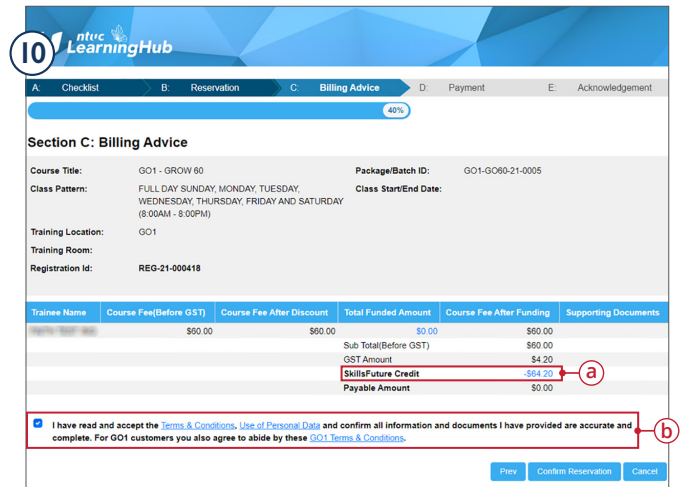 10
ntuc
LearningHub
A: Checklist B: Reservation C: Billing Advice D: Payment E: Acknowledgement
40%
Section C: Billing Advice
Course Title: GO1 - GROW 60 Package/Batch ID: GO1-GO60-21-0005
Class Pattern: FULL DAY SUNDAY, MONDAY, TUESDAY, Class Start/End Date:
WEDNESDAY, THURSDAY, FRIDAY AND SATURDAY
(8:00AM - 8:00PM)
Training Location: GO1
Training Room:
Registration Id: REG-21-000418
Trainee Name Course Fee(Before GST) Course Fee After Discount Total Funded Amount Course Fee After Funding Supporting Documents
$60.00 $60.00 $0.00 $60.00
Sub Total(Before GST) $60.00
GST Amount $4.20
SkillsFuture Credit -$64.20 a
Payable Amount $0.00
I have read and accept the Terms & Conditions, Use of Personal Data and confirm all information and documents I have provided are accurate and b
complete. For GO1 customers you also agree to abide by these GO1 Terms & Conditions.
Prev Confirm Reservation Cancel